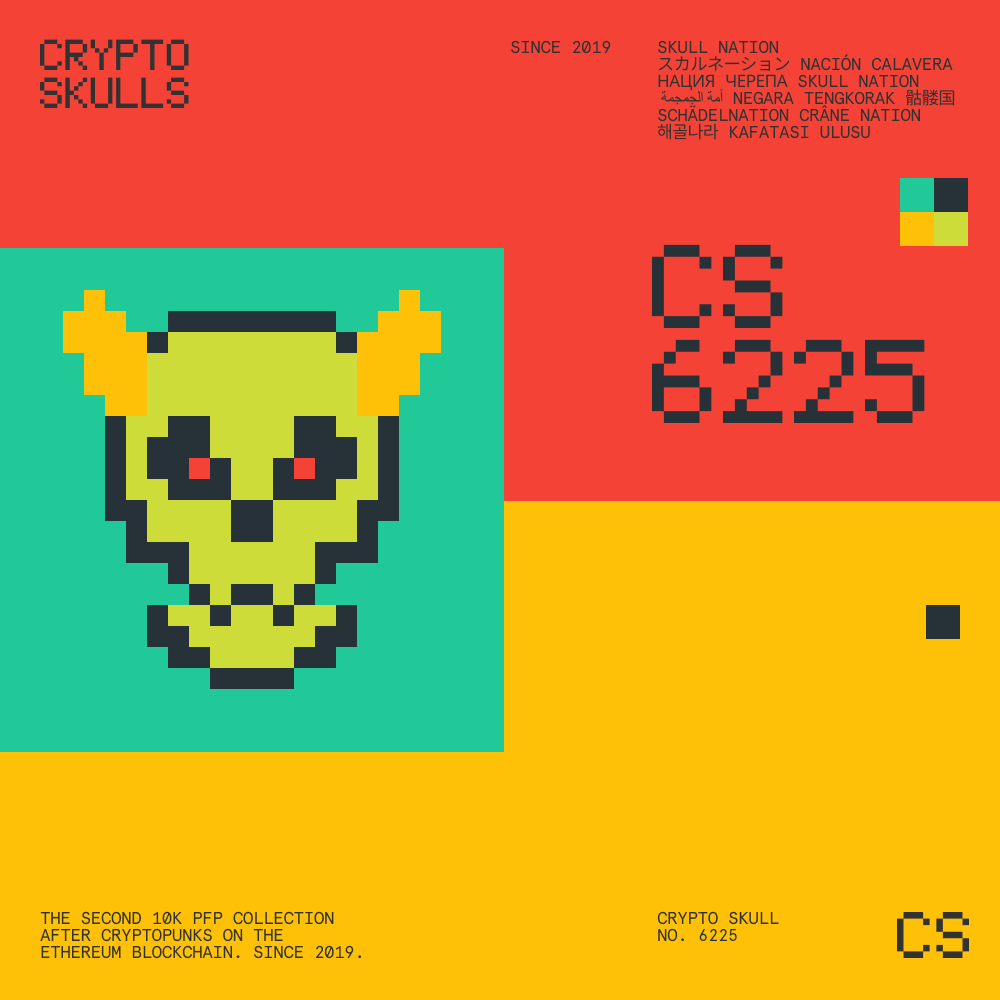 CRYPTO
SKULLS
SINCE 2019
SKULL NATION
スカルネーション NACIÓN CALAVERA
НАЦИЯ ЧЕРЕПА SKULL NATION
أمة الجمجمة NEGARA TENGKORAK 骷髅国
SCHÄDELNATION CRÂNE NATION
해골나라 KAFATASI ULUSU
CS
6225
THE SECOND 10K PFP COLLECTION
AFTER CRYPTOPUNKS ON THE
ETHEREUM BLOCKCHAIN. SINCE 2019.
CRYPTO SKULL
NO. 6225
CS